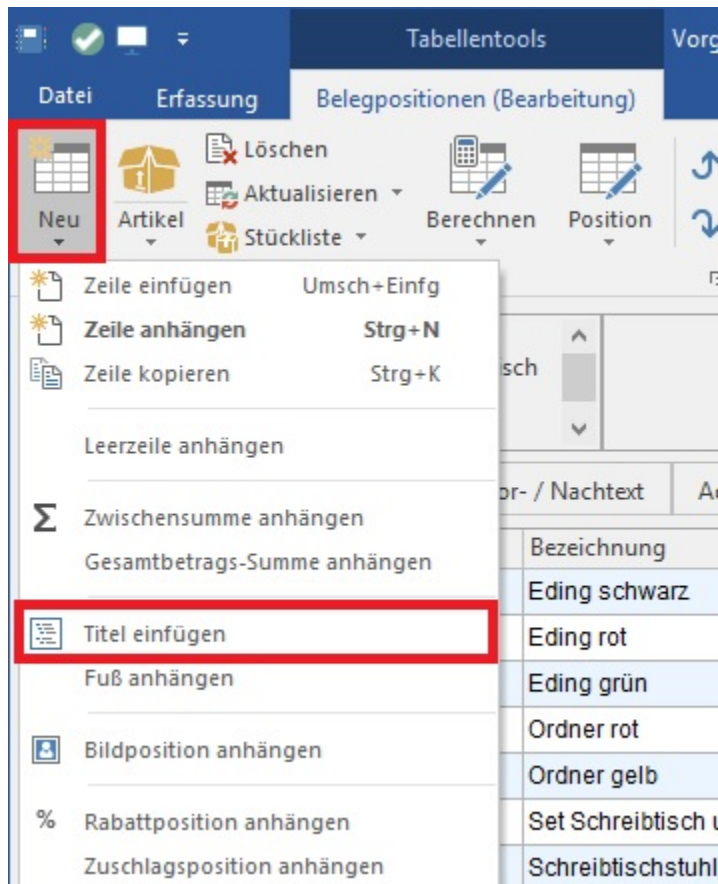 Tabellentools
Vorg
Datei Erfassung Belegpositionen (Bearbeitung)
Neu
Artikel
Löschen
Aktualisieren
Stückliste
Berechnen
Position
Zeile einfügen Umsch+Einfg
Zeile anhängen Strg+N
Zeile kopieren Strg+K
Leerzeile anhängen
Σ Zwischensumme anhängen
Gesamtbetrags-Summe anhängen
Titel einfügen
Fuß anhängen
Bildposition anhängen
% Rabattposition anhängen
Zuschlagsposition anhängen
sch
or- / Nachtext
Bezeichnung
Eding schwarz
Eding rot
Eding grün
Ordner rot
Ordner gelb
Set Schreibtisch u
Schreibtischstuhl